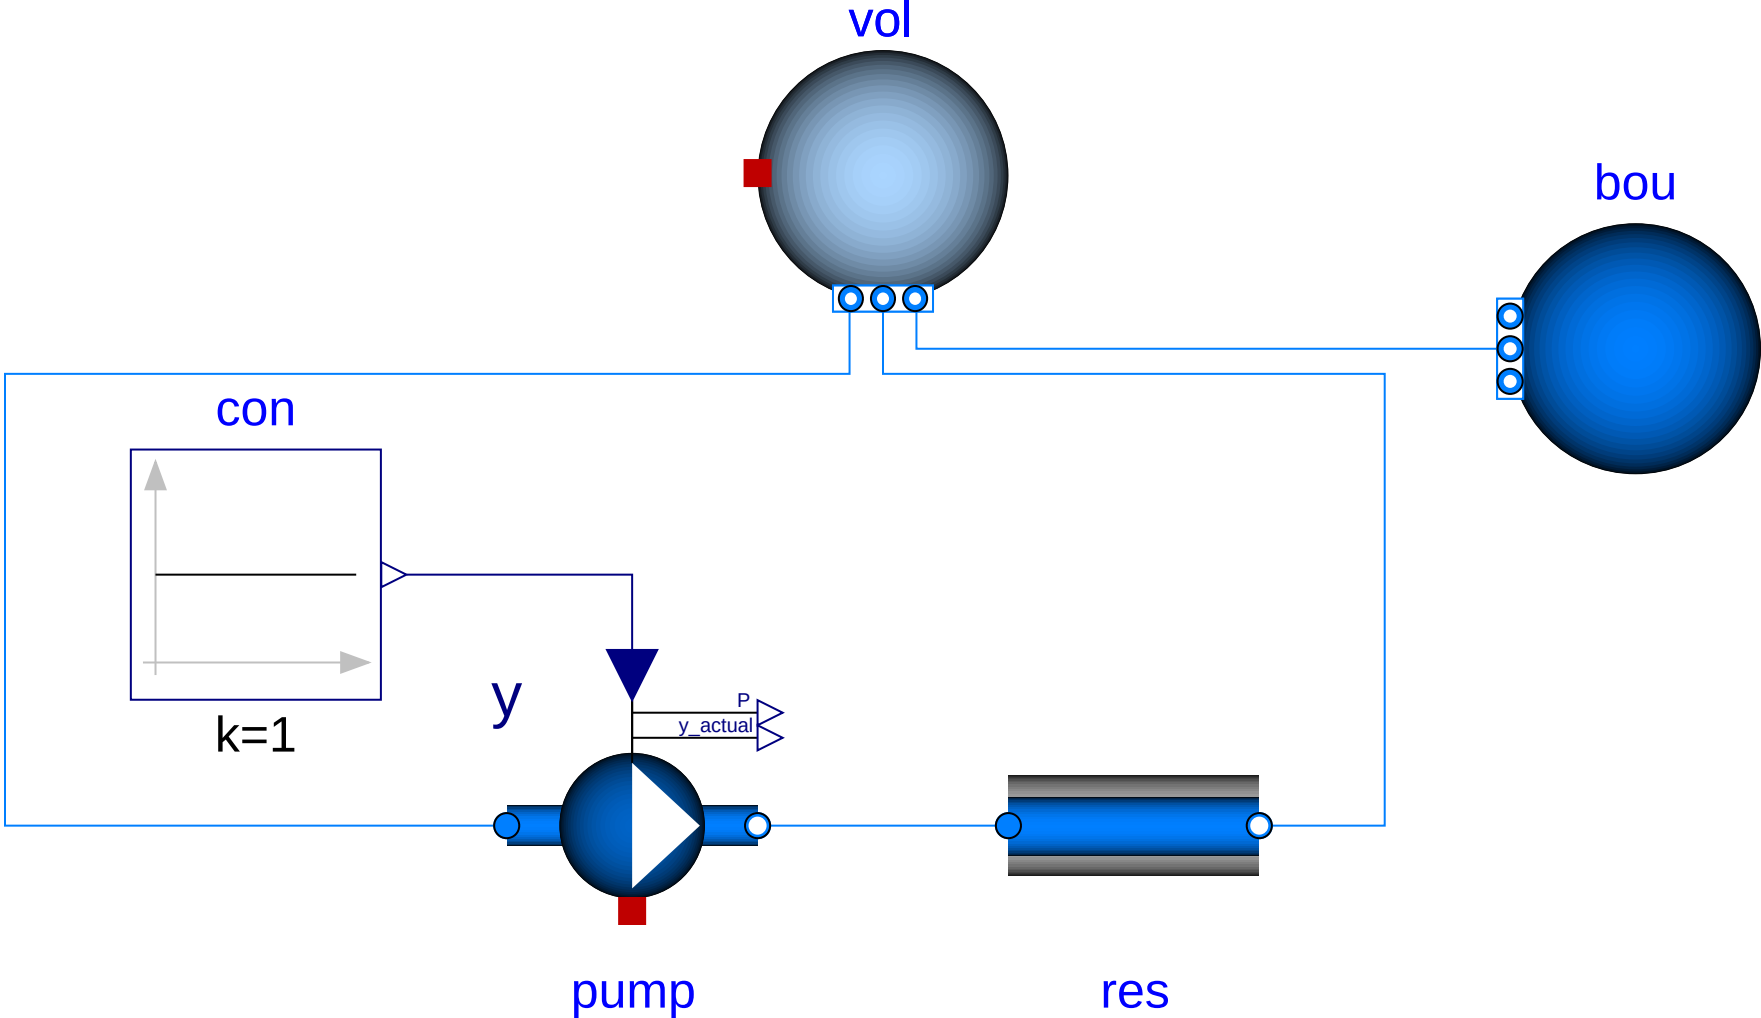 vol
bou
con
y
P
y_actual
k=1
pump
res